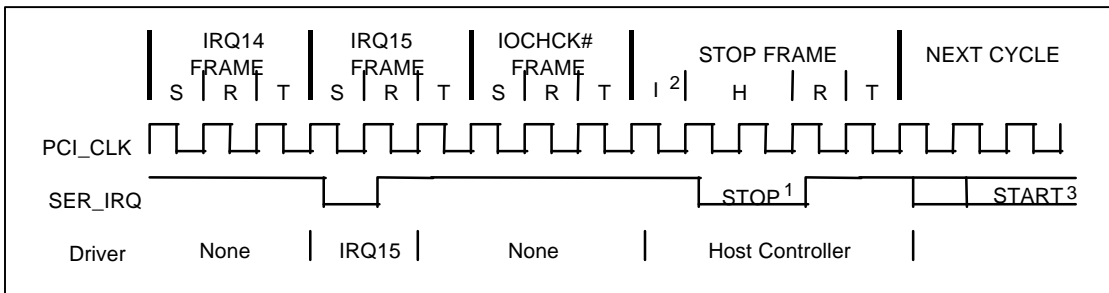 IRQ14 IRQ15 IOCHCK#
FRAME FRAME FRAME STOP FRAME NEXT CYCLE
S R T S R T S R T I 2 H R T
PCI_CLK
SER_IRQ STOP 1 START 3
Driver None IRQ15 None Host Controller